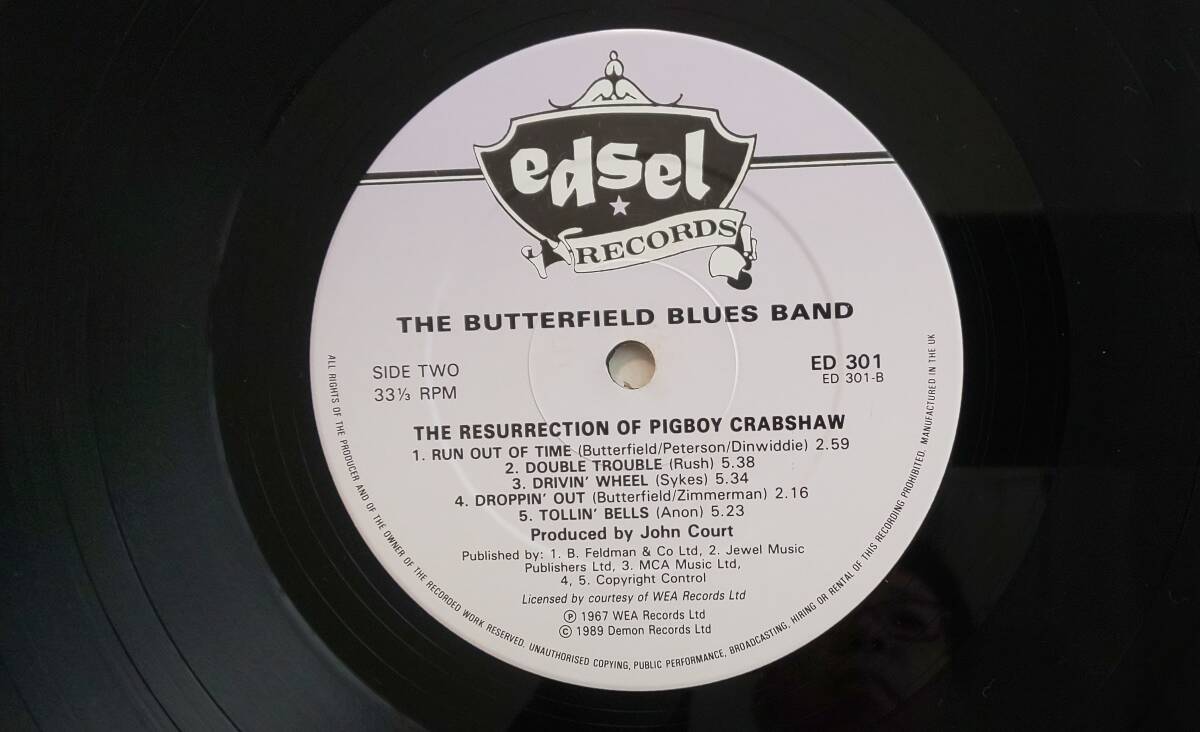 edsel
RECORDS
THE BUTTERFIELD BLUES BAND
SIDE TWO
33⅓ RPM
ED 301
ED 301-B
THE RESURRECTION OF PIGBOY CRABSHAW
1. RUN OUT OF TIME (Butterfield/Peterson/Dinwiddie) 2.59
2. DOUBLE TROUBLE (Rush) 5.38
3. DRIVIN' WHEEL (Sykes) 5.34
4. DROPPIN' OUT (Butterfield/Zimmerman) 2.16
5. TOLLIN' BELLS (Anon) 5.23
Produced by John Court
Published by: 1. B. Feldman & Co Ltd, 2. Jewel Music
Publishers Ltd, 3. MCA Music Ltd,
4, 5. Copyright Control
Licensed by courtesy of WEA Records Ltd
℗ 1967 WEA Records Ltd
© 1989 Demon Records Ltd
ALL RIGHTS OF THE PRODUCER AND OF THE OWNER OF THE RECORDED WORK RESERVED. UNAUTHORISED COPYING, PUBLIC PERFORMANCE, BROADCASTING, HIRING OR RENTAL OF THIS RECORDING PROHIBITED. MANUFACTURED IN THE UK